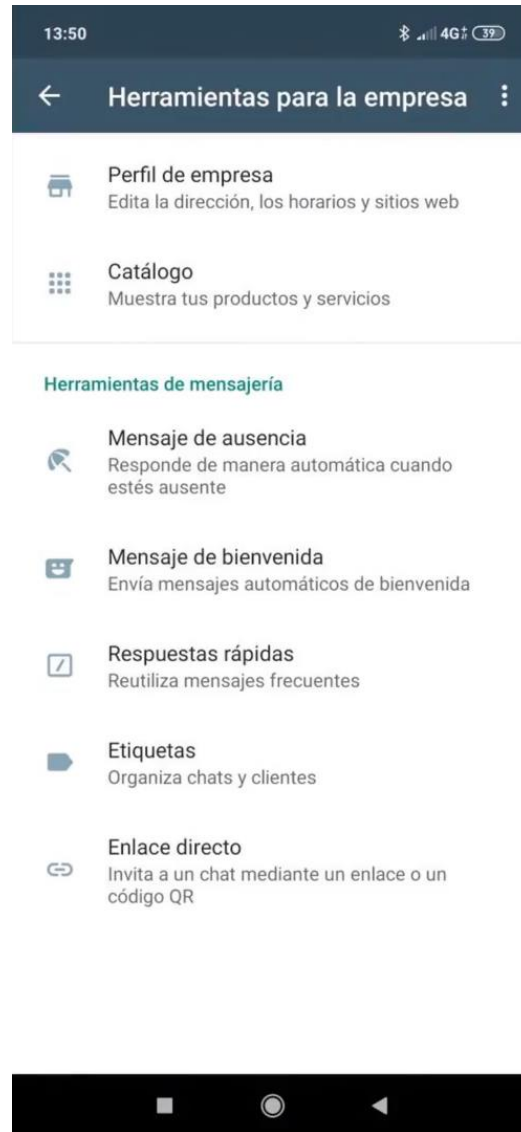 13:50
4G 39
Herramientas para la empresa
Perfil de empresa
Edita la dirección, los horarios y sitios web
Catálogo
Muestra tus productos y servicios
Herramientas de mensajería
Mensaje de ausencia
Responde de manera automática cuando
estés ausente
Mensaje de bienvenida
Envía mensajes automáticos de bienvenida
Respuestas rápidas
Reutiliza mensajes frecuentes
Etiquetas
Organiza chats y clientes
Enlace directo
Invita a un chat mediante un enlace o un
código QR